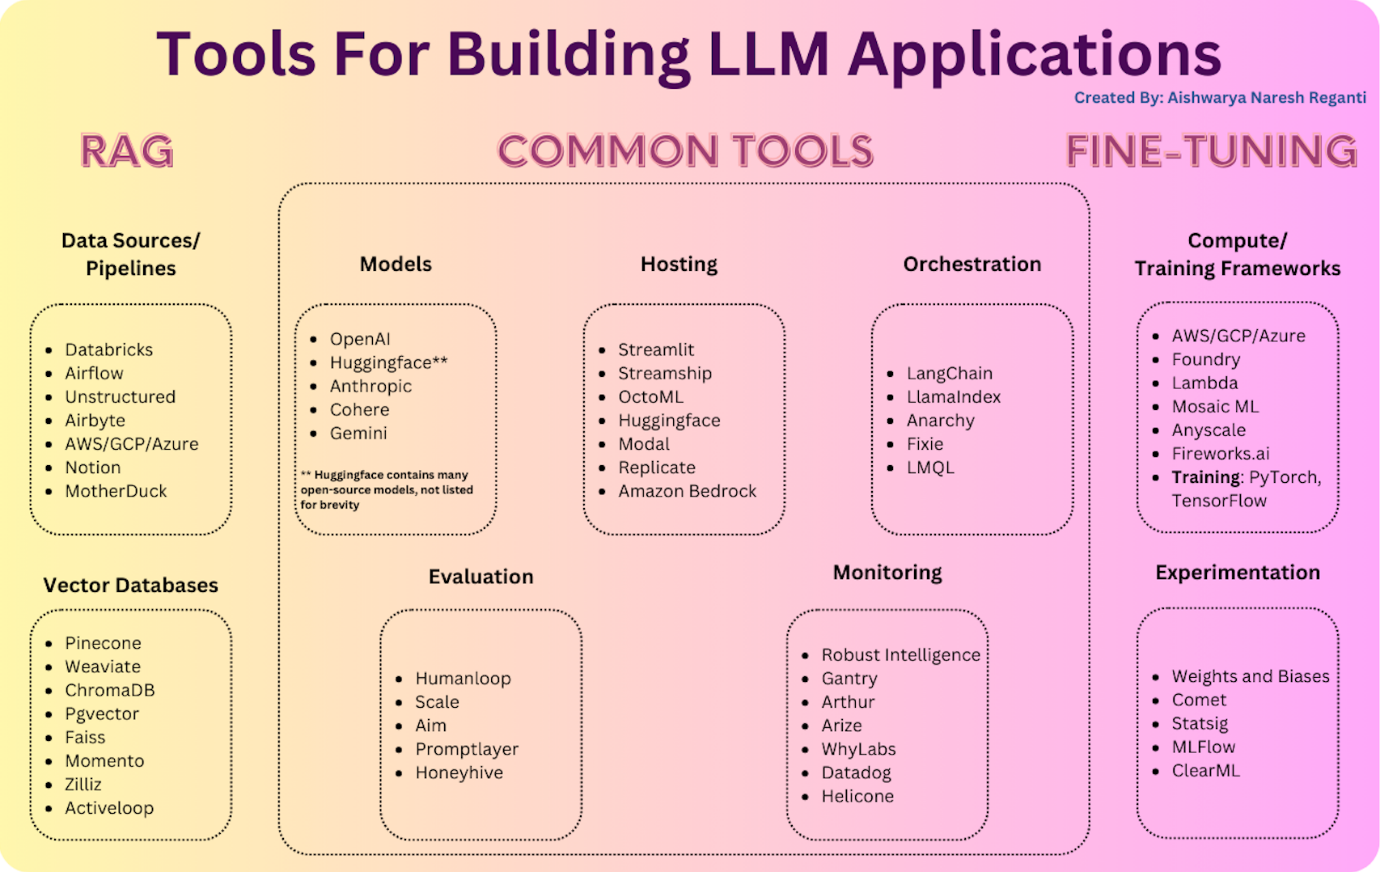 Tools For Building LLM Applications
Created By: Aishwarya Naresh Reganti
RAG
COMMON TOOLS
FINE-TUNING
Data Sources/
Pipelines
Databricks
Airflow
Unstructured
Airbyte
AWS/GCP/Azure
Notion
MotherDuck
Models
OpenAI
Huggingface**
Anthropic
Cohere
Gemini
** Huggingface contains many
open-source models, not listed
for brevity
Hosting
Streamlit
Streamship
OctoML
Huggingface
Modal
Replicate
Amazon Bedrock
Orchestration
LangChain
LlamaIndex
Anarchy
Fixie
LMQL
Compute/
Training Frameworks
AWS/GCP/Azure
Foundry
Lambda
Mosaic ML
Anyscale
Fireworks.ai
Training: PyTorch,
TensorFlow
Vector Databases
Pinecone
Weaviate
ChromaDB
Pgvector
Faiss
Momento
Zilliz
Activeloop
Evaluation
Humanloop
Scale
Aim
Promptlayer
Honeyhive
Monitoring
Robust Intelligence
Gantry
Arthur
Arize
WhyLabs
Datadog
Helicone
Experimentation
Weights and Biases
Comet
Statsig
MLFlow
ClearML